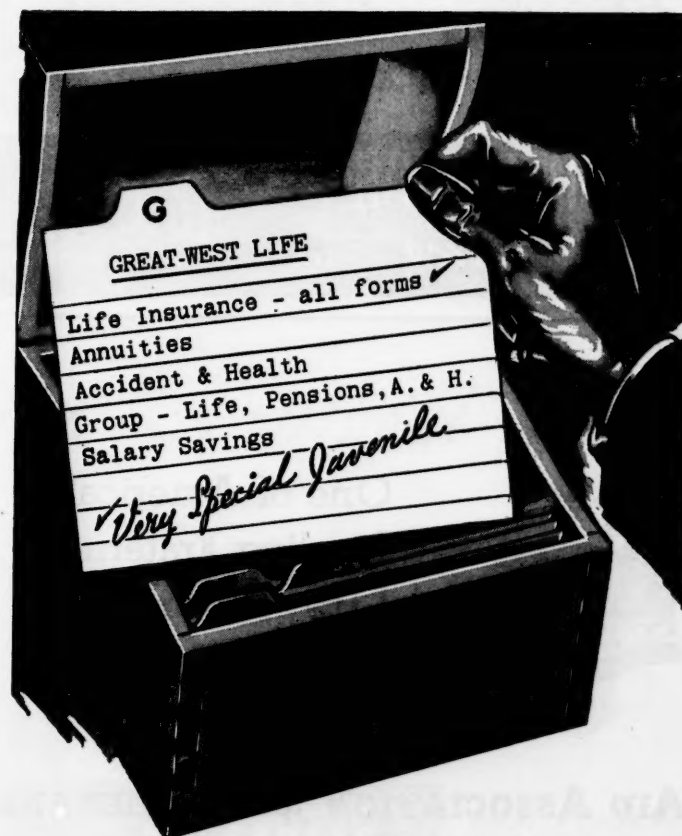 G
GREAT-WEST LIFE
Life Insurance - all forms ✓
Annuities
Accident & Health
Group - Life, Pensions, A. & H.
Salary Savings
✓ Very Special Juvenile